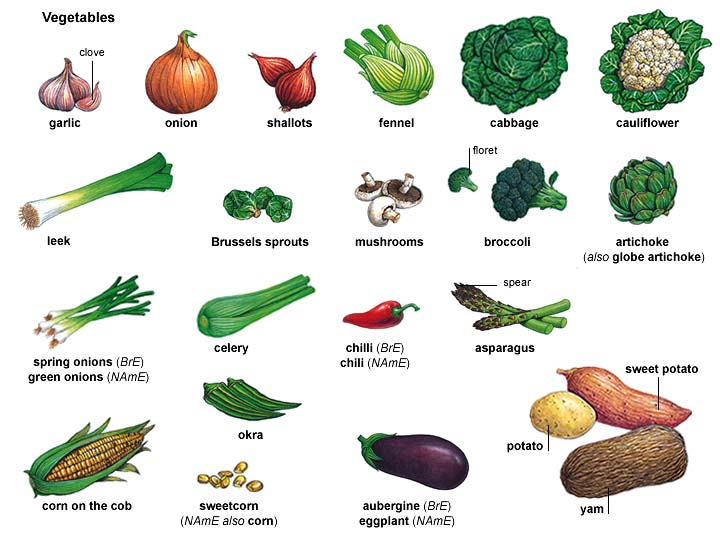 Vegetables
clove
garlic
onion
shallots
fennel
cabbage
cauliflower
floret
leek
Brussels sprouts
mushrooms
broccoli
artichoke
(also globe artichoke)
spear
spring onions (BrE)
green onions (NAmE)
celery
chilli (BrE)
chili (NAmE)
asparagus
sweet potato
okra
potato
corn on the cob
sweetcorn
(NAmE also corn)
aubergine (BrE)
eggplant (NAmE)
yam